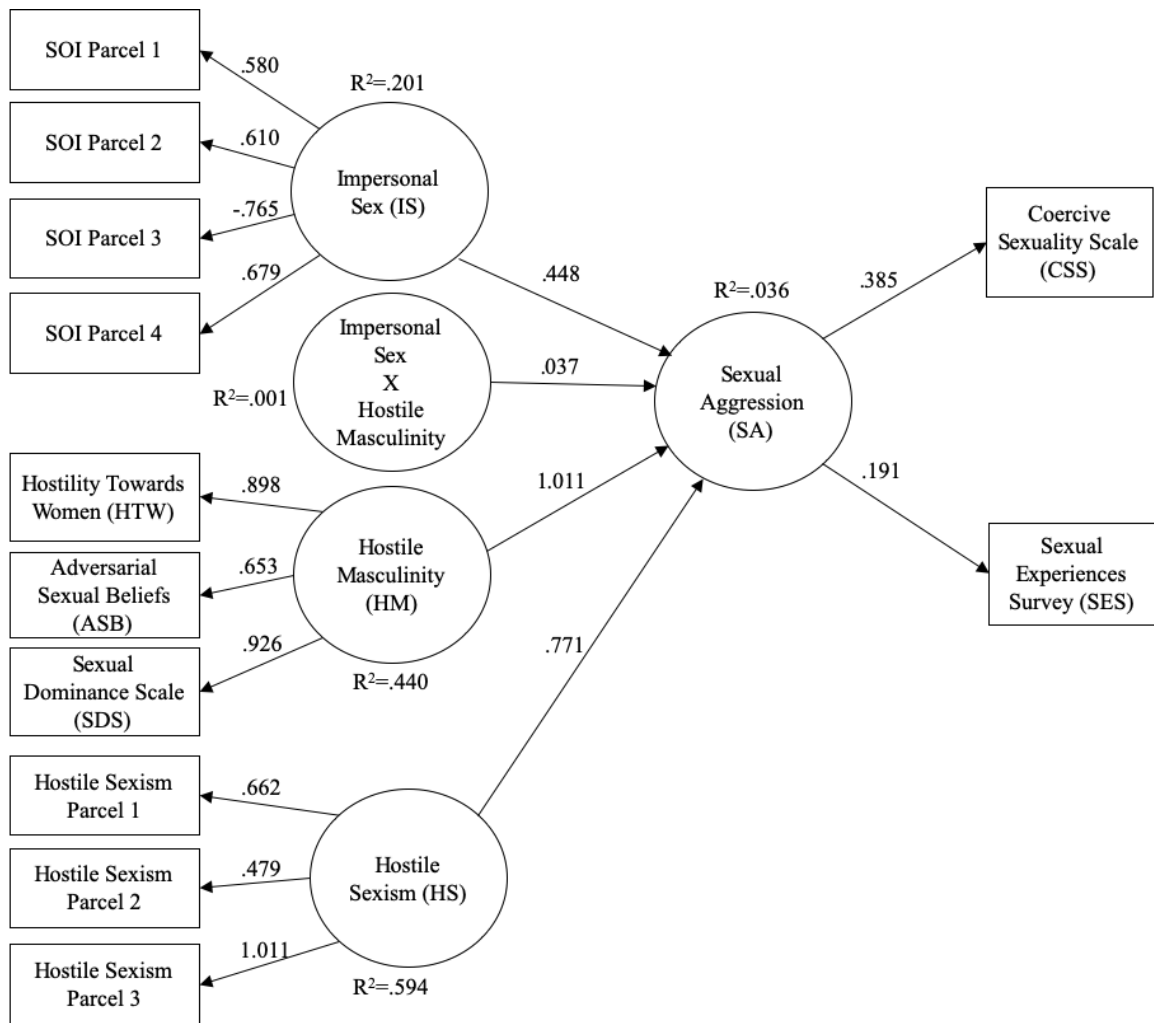 SOI Parcel 1
SOI Parcel 2
SOI Parcel 3
SOI Parcel 4
.580
.610
-.765
.679
R²=.201
Impersonal
Sex (IS)
.448
Impersonal
Sex
X
Hostile
Masculinity
R²=.001
.037
Hostility Towards
Women (HTW)
Adversarial
Sexual Beliefs
(ASB)
Sexual
Dominance Scale
(SDS)
.898
.653
.926
Hostile
Masculinity
(HM)
R²=.440
1.011
Hostile Sexism
Parcel 1
Hostile Sexism
Parcel 2
Hostile Sexism
Parcel 3
.662
.479
1.011
Hostile
Sexism (HS)
R²=.594
.771
R²=.036
Sexual
Aggression
(SA)
.385
.191
Coercive
Sexuality Scale
(CSS)
Sexual
Experiences
Survey (SES)